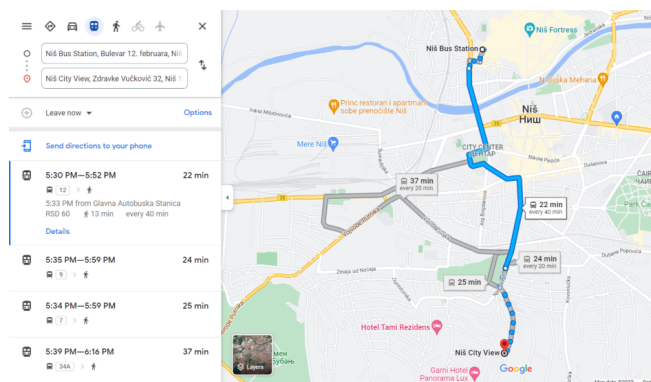 Niš Bus Station, Bulevar 12. februara, Niš
Niš City View, Zdravke Vučković 32, Niš
Leave now
Options
Send directions to your phone
5:30 PM—5:52 PM
22 min
12
5:33 PM from Glavna Autobuska Stanica
RSD 60
13 min
every 40 min
Details
5:35 PM—5:59 PM
24 min
9
5:34 PM—5:59 PM
25 min
7
5:39 PM—6:16 PM
37 min
34A
Niš Fortress
Niš Bus Station
Nišlijska Mehana
Princ restoran i apartmani
sobe prenočište Niš
Niš
Ниш
Mere Niš
CITY CENTER
ЦЕНТАР
Nikole Pašića
37 min
every 20 min
22 min
every 40 min
24 min
every 20 min
25 min
Hotel Tami Rezidens
Niš City View
Garni Hotel
Panorama Lux
Google
Layers